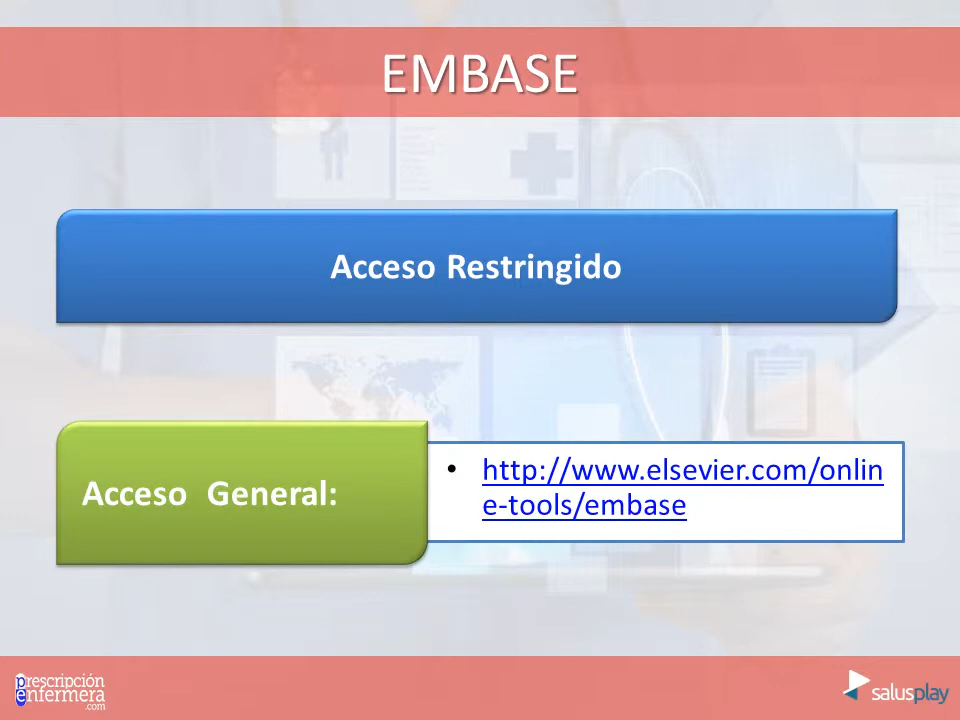 EMBASE
Acceso Restringido
Acceso General:
• http://www.elsevier.com/onlin
e-tools/embase
prescripción
enfermera
.com
salusplay